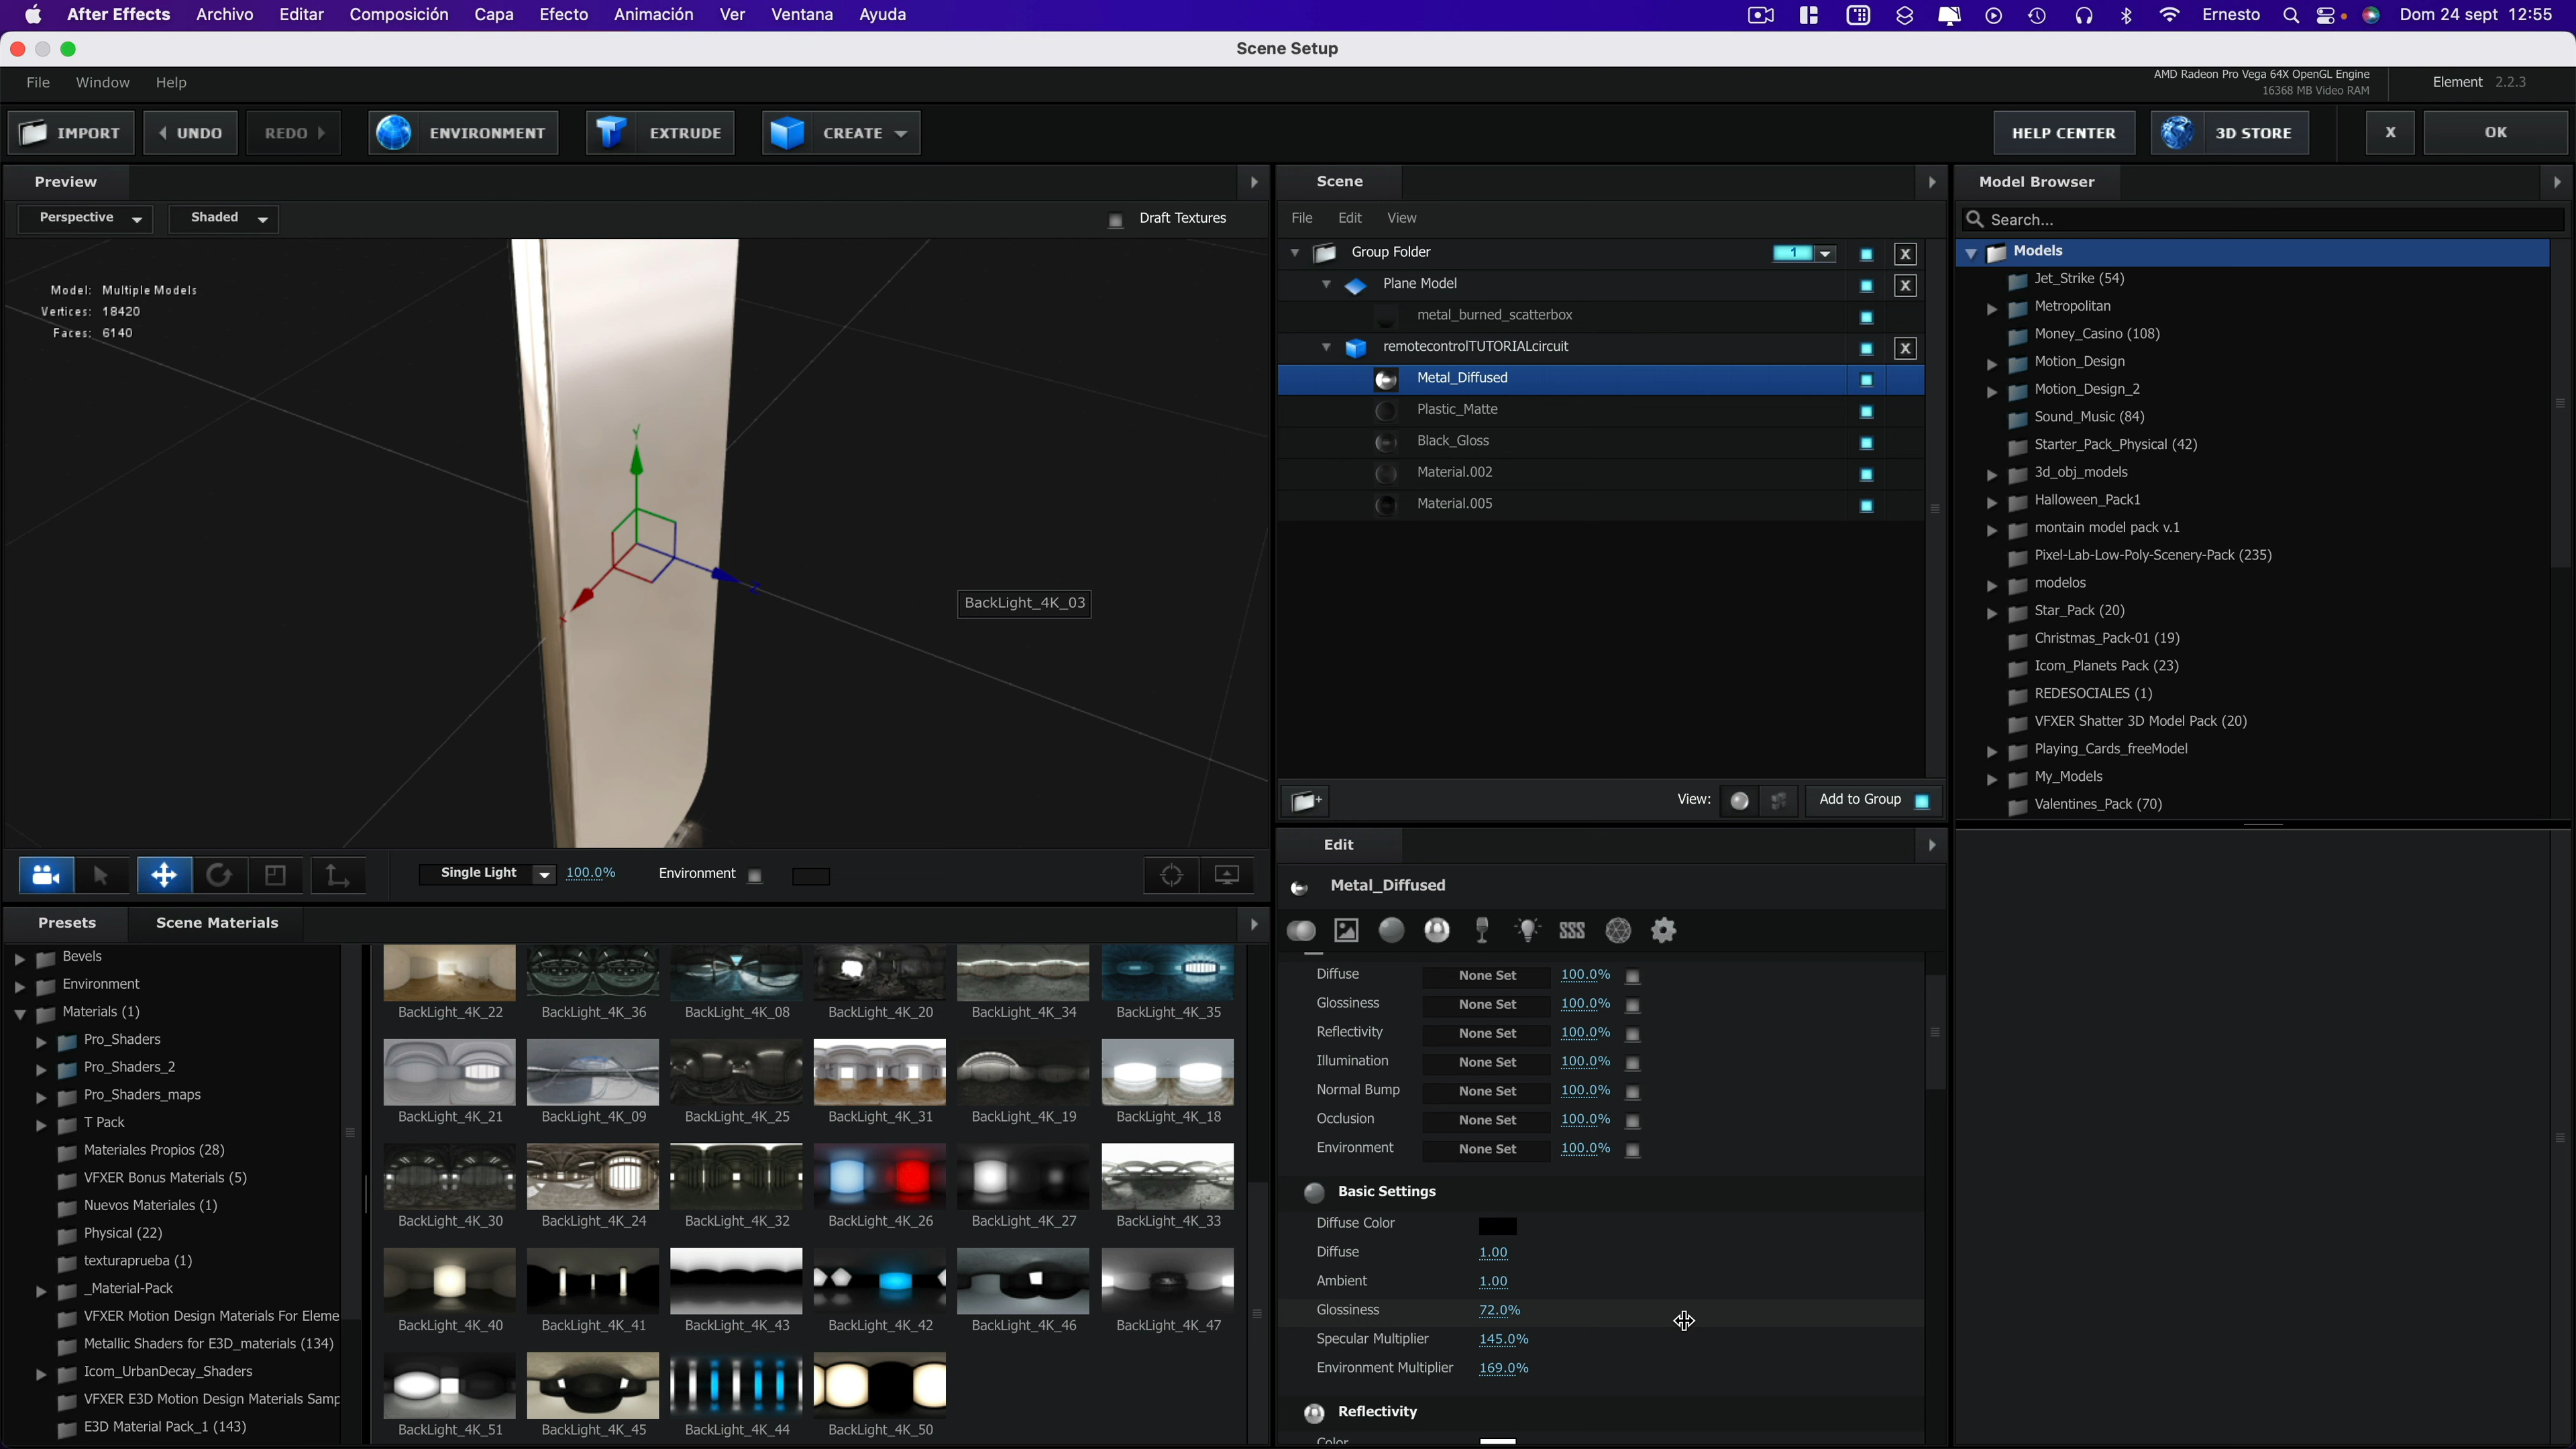 After Effects Archivo Editar Composición Capa Efecto Animación Ver Ventana Ayuda Ernesto Dom 24 sept 12:55
Scene Setup
File Window Help AMD Radeon Pro Vega 64X OpenGL Engine Element 2.2.3
16368 MB Video RAM
IMPORT UNDO REDO ENVIRONMENT EXTRUDE CREATE HELP CENTER 3D STORE X OK
Preview
Perspective Shaded Draft Textures
Model: Multiple Models
Vertices: 18420
Faces: 6140
Y
X
BackLight_4K_03
Single Light 100.0% Environment
Scene
File Edit View
Group Folder 1 X
Plane Model X
metal_burned_scatterbox
remotecontrolTUTORIALcircuit X
Metal_Diffused
Plastic_Matte
Black_Gloss
Material.002
Material.005
View: Add to Group
Model Browser
Search...
Models
Jet_Strike (54)
Metropolitan
Money_Casino (108)
Motion_Design
Motion_Design_2
Sound_Music (84)
Starter_Pack_Physical (42)
3d_obj_models
Halloween_Pack1
montain model pack v.1
Pixel-Lab-Low-Poly-Scenery-Pack (235)
modelos
Star_Pack (20)
Christmas_Pack-01 (19)
Icom_Planets Pack (23)
REDESOCIALES (1)
VFXER Shatter 3D Model Pack (20)
Playing_Cards_freeModel
My_Models
Valentines_Pack (70)
Presets Scene Materials
Bevels
Environment
Materials (1)
Pro_Shaders
Pro_Shaders_2
Pro_Shaders_maps
T Pack
Materiales Propios (28)
VFXER Bonus Materials (5)
Nuevos Materiales (1)
Physical (22)
texturaprueba (1)
_Material-Pack
VFXER Motion Design Materials For Eleme
Metallic Shaders for E3D_materials (134)
Icom_UrbanDecay_Shaders
VFXER E3D Motion Design Materials Samp
E3D Material Pack_1 (143)
BackLight_4K_22 BackLight_4K_36 BackLight_4K_08 BackLight_4K_20 BackLight_4K_34 BackLight_4K_35
BackLight_4K_21 BackLight_4K_09 BackLight_4K_25 BackLight_4K_31 BackLight_4K_19 BackLight_4K_18
BackLight_4K_30 BackLight_4K_24 BackLight_4K_32 BackLight_4K_26 BackLight_4K_27 BackLight_4K_33
BackLight_4K_40 BackLight_4K_41 BackLight_4K_43 BackLight_4K_42 BackLight_4K_46 BackLight_4K_47
BackLight_4K_51 BackLight_4K_45 BackLight_4K_44 BackLight_4K_50
Edit
Metal_Diffused
SSS
Diffuse None Set 100.0%
Glossiness None Set 100.0%
Reflectivity None Set 100.0%
Illumination None Set 100.0%
Normal Bump None Set 100.0%
Occlusion None Set 100.0%
Environment None Set 100.0%
Basic Settings
Diffuse Color
Diffuse 1.00
Ambient 1.00
Glossiness 72.0%
Specular Multiplier 145.0%
Environment Multiplier 169.0%
Reflectivity
Color